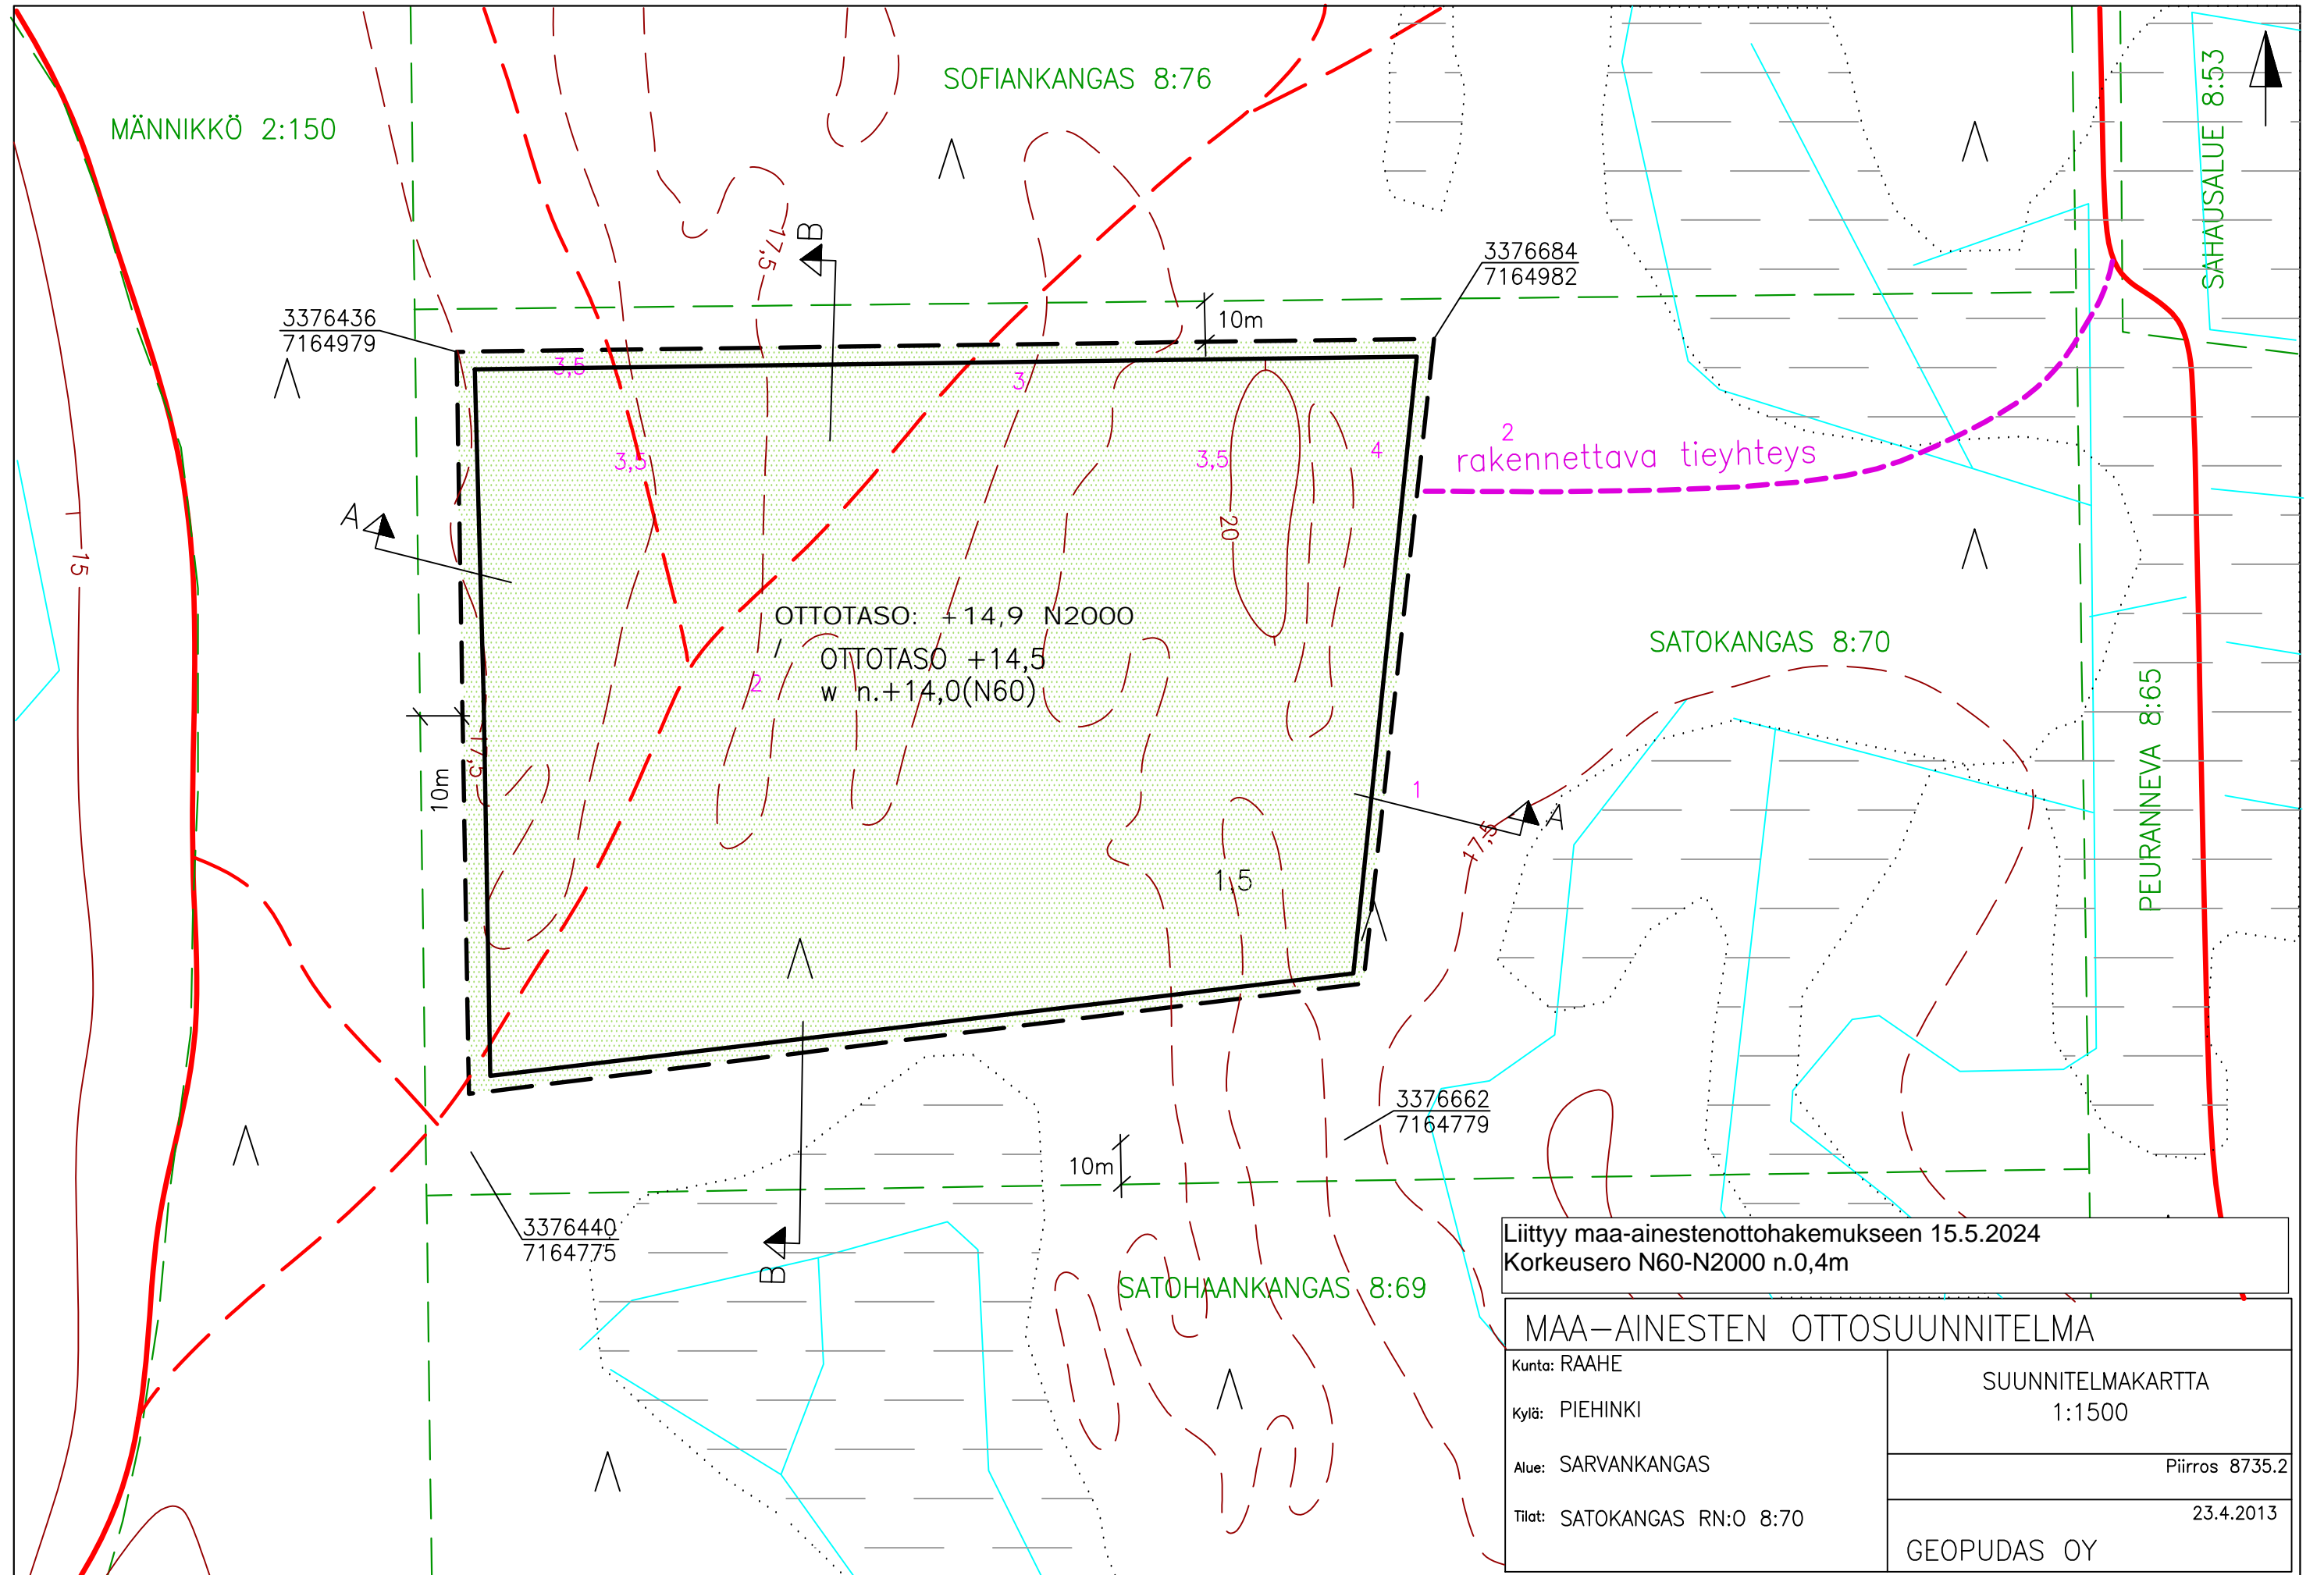 SOFIANKANGAS 8:76
MÄNNIKKÖ 2:150
SAHAUSALUE 8:53
17,5
B
3376684
7164982
3376436
7164979
10m
3,5
3
3,5
3,5
4
2
rakennettava tieyhteys
20
A
15
OTTOTASO: +14,9 N2000
OTTOTASO +14,5
w n.+14,0(N60)
2
SATOKANGAS 8:70
PEURANNEVA 8:65
17,5
10m
1
A
17,5
1,5
3376662
7164779
10m
3376440
7164775
B
SATOHAANKANGAS 8:69
Liittyy maa-ainestenottohakemukseen 15.5.2024
Korkeusero N60-N2000 n.0,4m
MAA-AINESTEN OTTOSUUNNITELMA
Kunta: RAAHE
Kylä: PIEHINKI
Alue: SARVANKANGAS
Tilat: SATOKANGAS RN:O 8:70
SUUNNITELMAKARTTA
1:1500
Piirros 8735.2
23.4.2013
GEOPUDAS OY